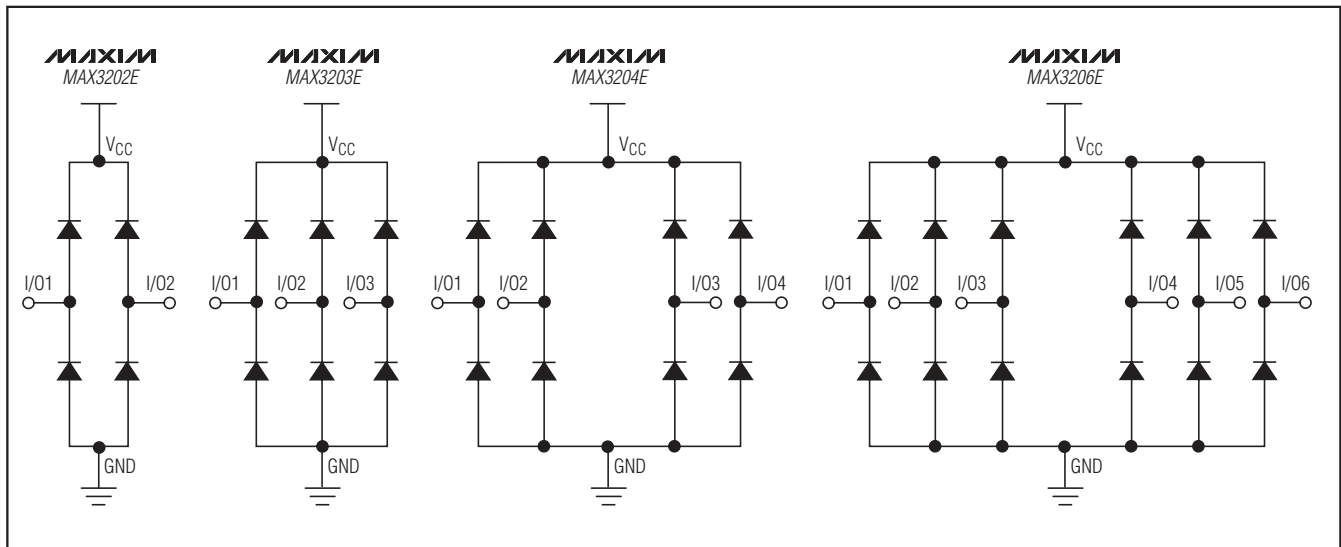 MAXIM
MAX3202E
VCC
I/O1
I/O2
GND
MAXIM
MAX3203E
VCC
I/O1
I/O2
I/O3
GND
MAXIM
MAX3204E
VCC
I/O1
I/O2
I/O3
I/O4
GND
MAXIM
MAX3206E
VCC
I/O1
I/O2
I/O3
I/O4
I/O5
I/O6
GND